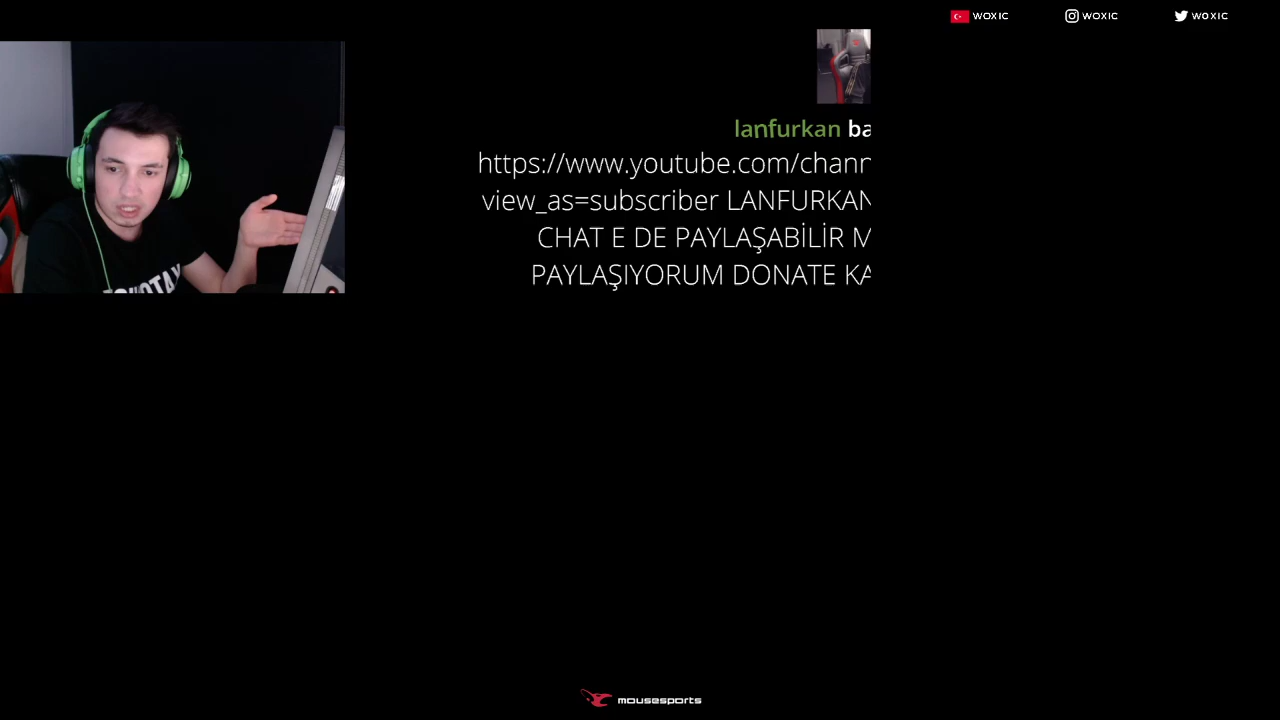 WOXIC
WOXIC
WOXIC
lanfurkan ba
https://www.youtube.com/chann
view_as=subscriber LANFURKAN
CHAT E DE PAYLAŞABİLİR M
PAYLAŞIYORUM DONATE KA
mousesports